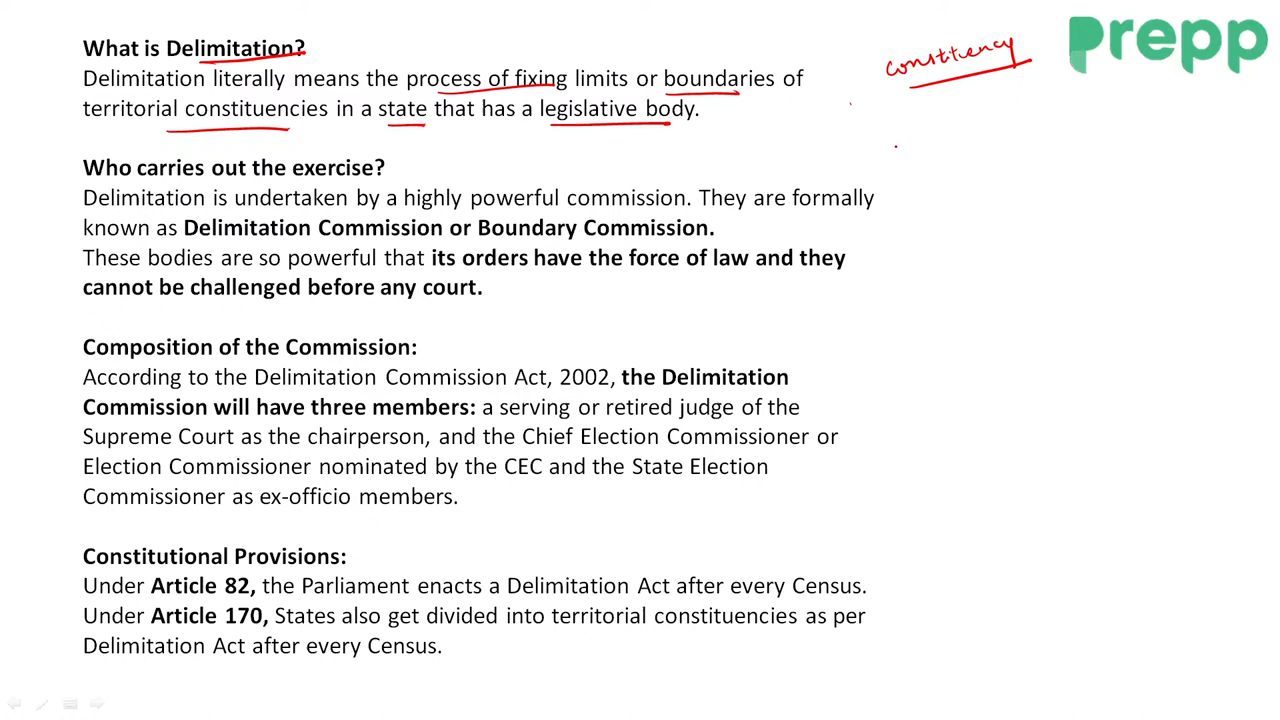 What is Delimitation?
Delimitation literally means the process of fixing limits or boundaries of
territorial constituencies in a state that has a legislative body.
constituency
Prepp
Who carries out the exercise?
Delimitation is undertaken by a highly powerful commission. They are formally
known as Delimitation Commission or Boundary Commission.
These bodies are so powerful that its orders have the force of law and they
cannot be challenged before any court.
Composition of the Commission:
According to the Delimitation Commission Act, 2002, the Delimitation
Commission will have three members: a serving or retired judge of the
Supreme Court as the chairperson, and the Chief Election Commissioner or
Election Commissioner nominated by the CEC and the State Election
Commissioner as ex-officio members.
Constitutional Provisions:
Under Article 82, the Parliament enacts a Delimitation Act after every Census.
Under Article 170, States also get divided into territorial constituencies as per
Delimitation Act after every Census.